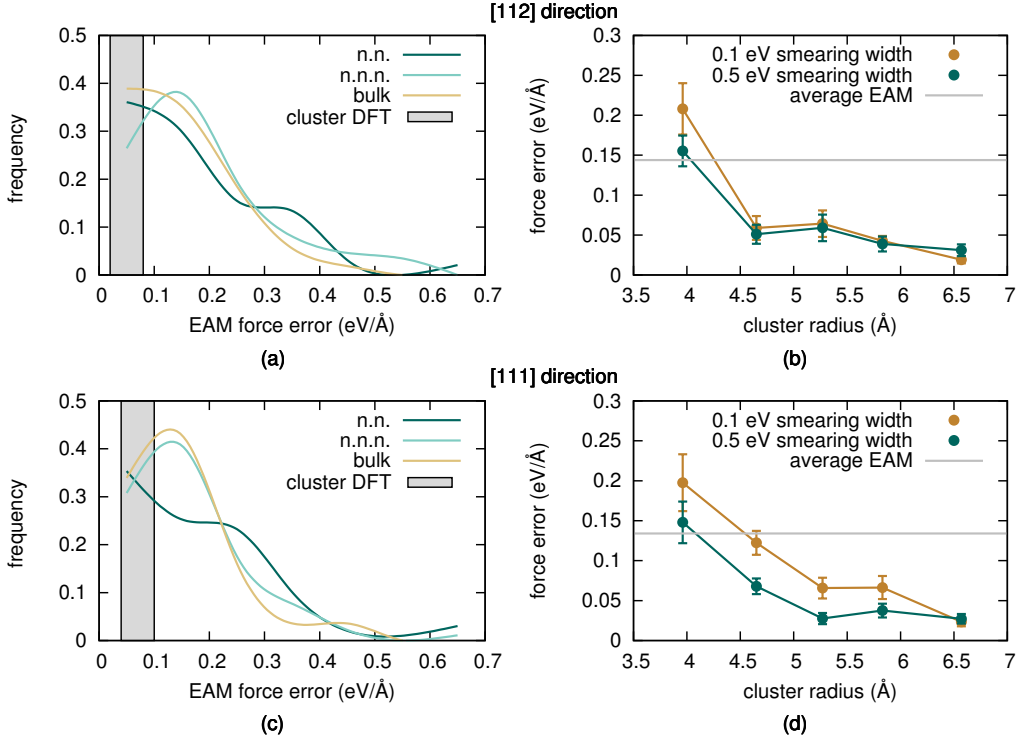 [112] direction
0.5
0.4
0.3
0.2
0.1
0
frequency
n.n.
n.n.n.
bulk
cluster DFT
0 0.1 0.2 0.3 0.4 0.5 0.6 0.7
EAM force error (eV/Å)
(a)
0.3
0.25
0.2
0.15
0.1
0.05
0
force error (eV/Å)
0.1 eV smearing width
0.5 eV smearing width
average EAM
3.5 4 4.5 5 5.5 6 6.5 7
cluster radius (Å)
(b)
[111] direction
0.5
0.4
0.3
0.2
0.1
0
frequency
n.n.
n.n.n.
bulk
cluster DFT
0 0.1 0.2 0.3 0.4 0.5 0.6 0.7
EAM force error (eV/Å)
(c)
0.3
0.25
0.2
0.15
0.1
0.05
0
force error (eV/Å)
0.1 eV smearing width
0.5 eV smearing width
average EAM
3.5 4 4.5 5 5.5 6 6.5 7
cluster radius (Å)
(d)